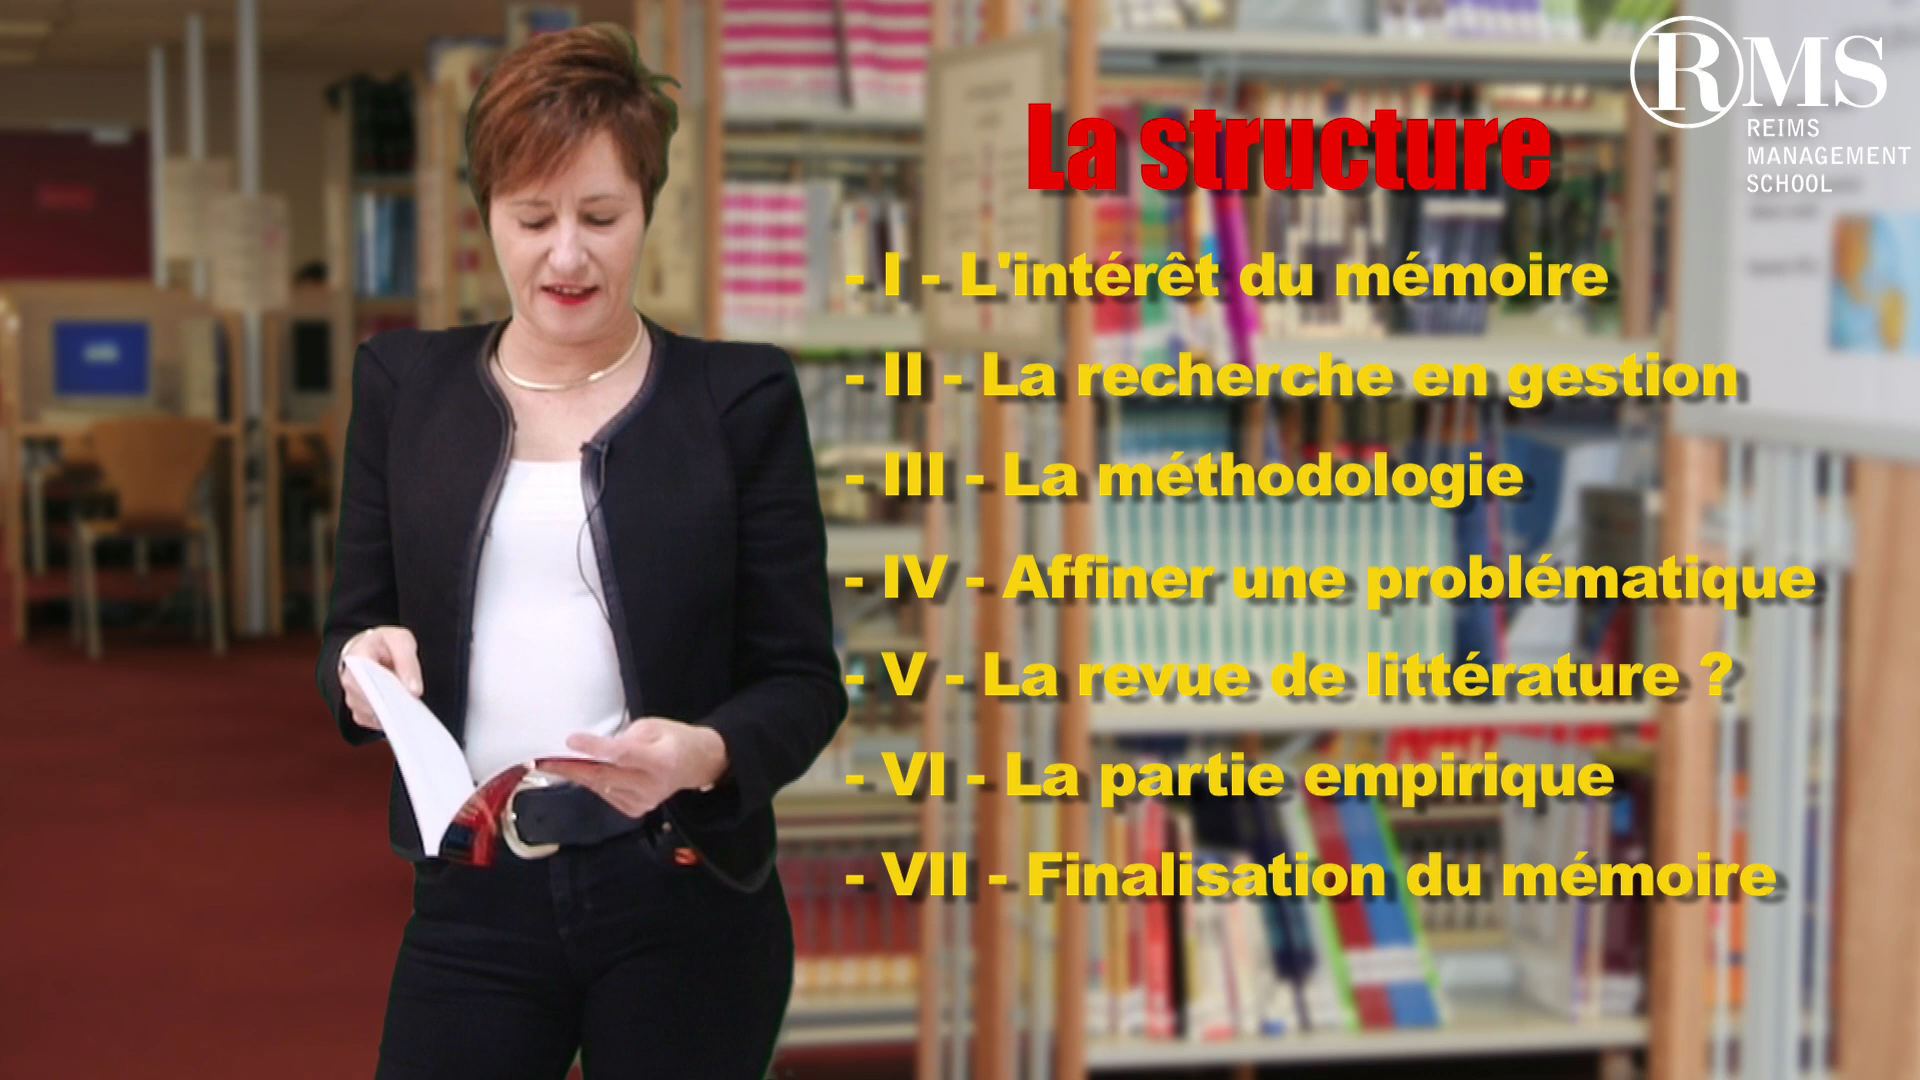 RMS
REIMS
MANAGEMENT
SCHOOL
La structure
- I - L'intérêt du mémoire
- II - La recherche en gestion
- III - La méthodologie
- IV - Affiner une problématique
- V - La revue de littérature ?
- VI - La partie empirique
- VII - Finalisation du mémoire